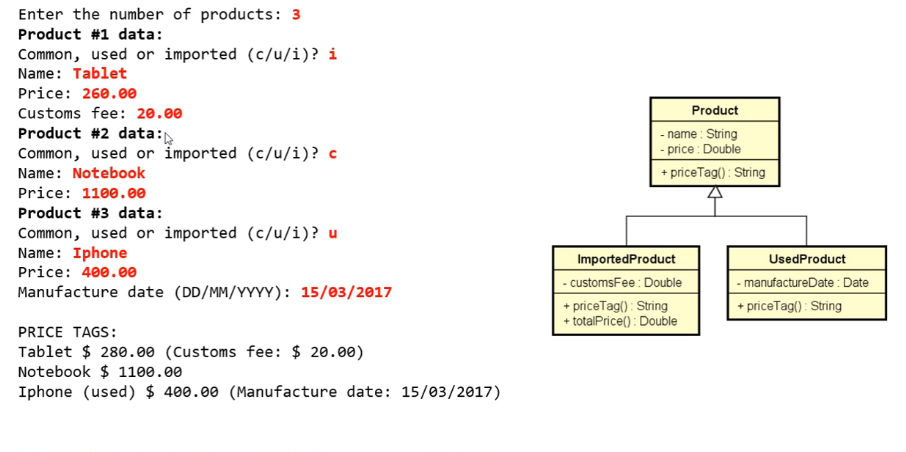 Enter the number of products: 3
Product #1 data:
Common, used or imported (c/u/i)? i
Name: Tablet
Price: 260.00
Customs fee: 20.00
Product #2 data:
Common, used or imported (c/u/i)? c
Name: Notebook
Price: 1100.00
Product #3 data:
Common, used or imported (c/u/i)? u
Name: Iphone
Price: 400.00
Manufacture date (DD/MM/YYYY): 15/03/2017
PRICE TAGS:
Tablet $ 280.00 (Customs fee: $ 20.00)
Notebook $ 1100.00
Iphone (used) $ 400.00 (Manufacture date: 15/03/2017)
Product
- name : String
- price : Double
+ priceTag() : String
ImportedProduct
- customsFee : Double
+ priceTag() : String
+ totalPrice() : Double
UsedProduct
- manufactureDate : Date
+ priceTag() : String